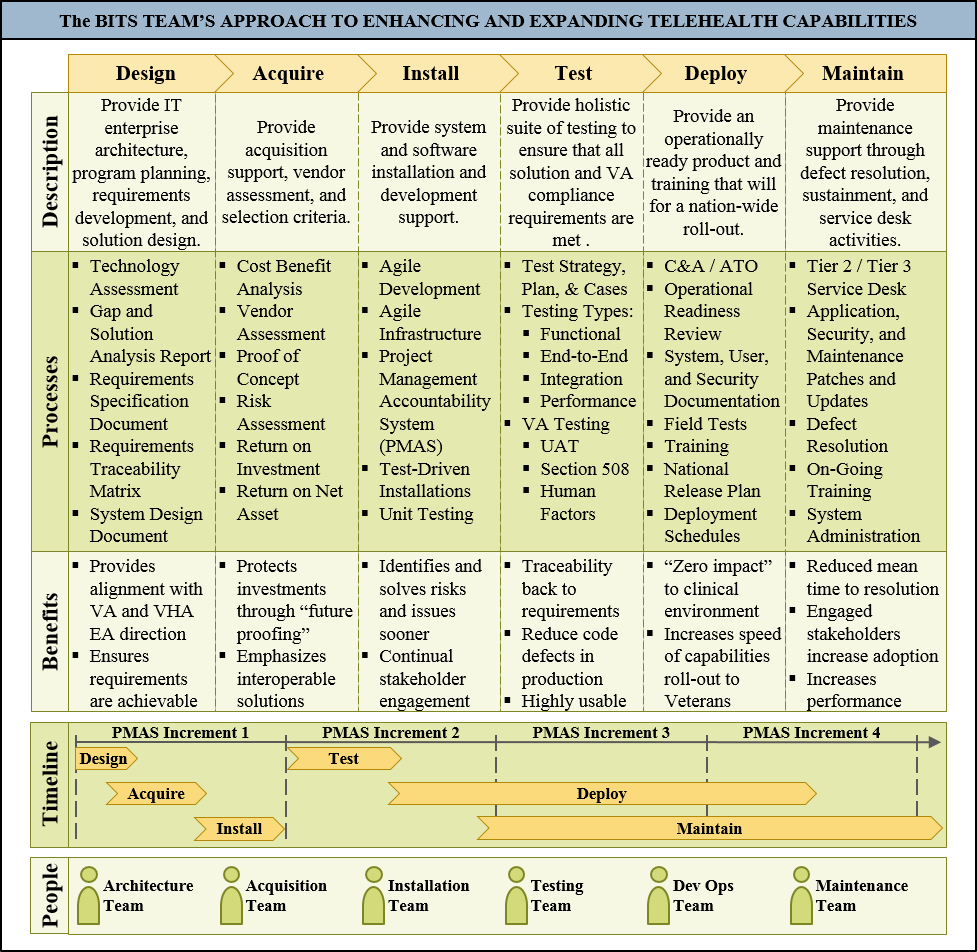 The BITS TEAM’S APPROACH TO ENHANCING AND EXPANDING TELEHEALTH CAPABILITIES
Design
Acquire
Install
Test
Deploy
Maintain
Description
Provide IT
enterprise
architecture,
program planning,
requirements
development, and
solution design.
Provide
acquisition
support, vendor
assessment, and
selection criteria.
Provide system
and software
installation and
development
support.
Provide holistic
suite of testing to
ensure that all
solution and VA
compliance
requirements are
met .
Provide an
operationally
ready product and
training that will
for a nation-wide
roll-out.
Provide
maintenance
support through
defect resolution,
sustainment, and
service desk
activities.
Processes
▪ Technology
Assessment
▪ Gap and
Solution
Analysis Report
▪ Requirements
Specification
Document
▪ Requirements
Traceability
Matrix
▪ System Design
Document
▪ Cost Benefit
Analysis
▪ Vendor
Assessment
▪ Proof of
Concept
▪ Risk
Assessment
▪ Return on
Investment
▪ Return on Net
Asset
▪ Agile
Development
▪ Agile
Infrastructure
▪ Project
Management
Accountability
System
(PMAS)
▪ Test-Driven
Installations
▪ Unit Testing
▪ Test Strategy,
Plan, & Cases
▪ Testing Types:
▪ Functional
▪ End-to-End
▪ Integration
▪ Performance
▪ VA Testing
▪ UAT
▪ Section 508
▪ Human
Factors
▪ C&A / ATO
▪ Operational
Readiness
Review
▪ System, User,
and Security
Documentation
▪ Field Tests
▪ Training
▪ National
Release Plan
▪ Deployment
Schedules
▪ Tier 2 / Tier 3
Service Desk
▪ Application,
Security, and
Maintenance
Patches and
Updates
▪ Defect
Resolution
▪ On-Going
Training
▪ System
Administration
Benefits
▪ Provides
alignment with
VA and VHA
EA direction
▪ Ensures
requirements
are achievable
▪ Protects
investments
through “future
proofing”
▪ Emphasizes
interoperable
solutions
▪ Identifies and
solves risks
and issues
sooner
▪ Continual
stakeholder
engagement
▪ Traceability
back to
requirements
▪ Reduce code
defects in
production
▪ Highly usable
▪ “Zero impact”
to clinical
environment
▪ Increases speed
of capabilities
roll-out to
Veterans
▪ Reduced mean
time to resolution
▪ Engaged
stakeholders
increase adoption
▪ Increases
performance
Timeline
PMAS Increment 1
PMAS Increment 2
PMAS Increment 3
PMAS Increment 4
Design
Test
Acquire
Deploy
Install
Maintain
People
Architecture
Team
Acquisition
Team
Installation
Team
Testing
Team
Dev Ops
Team
Maintenance
Team